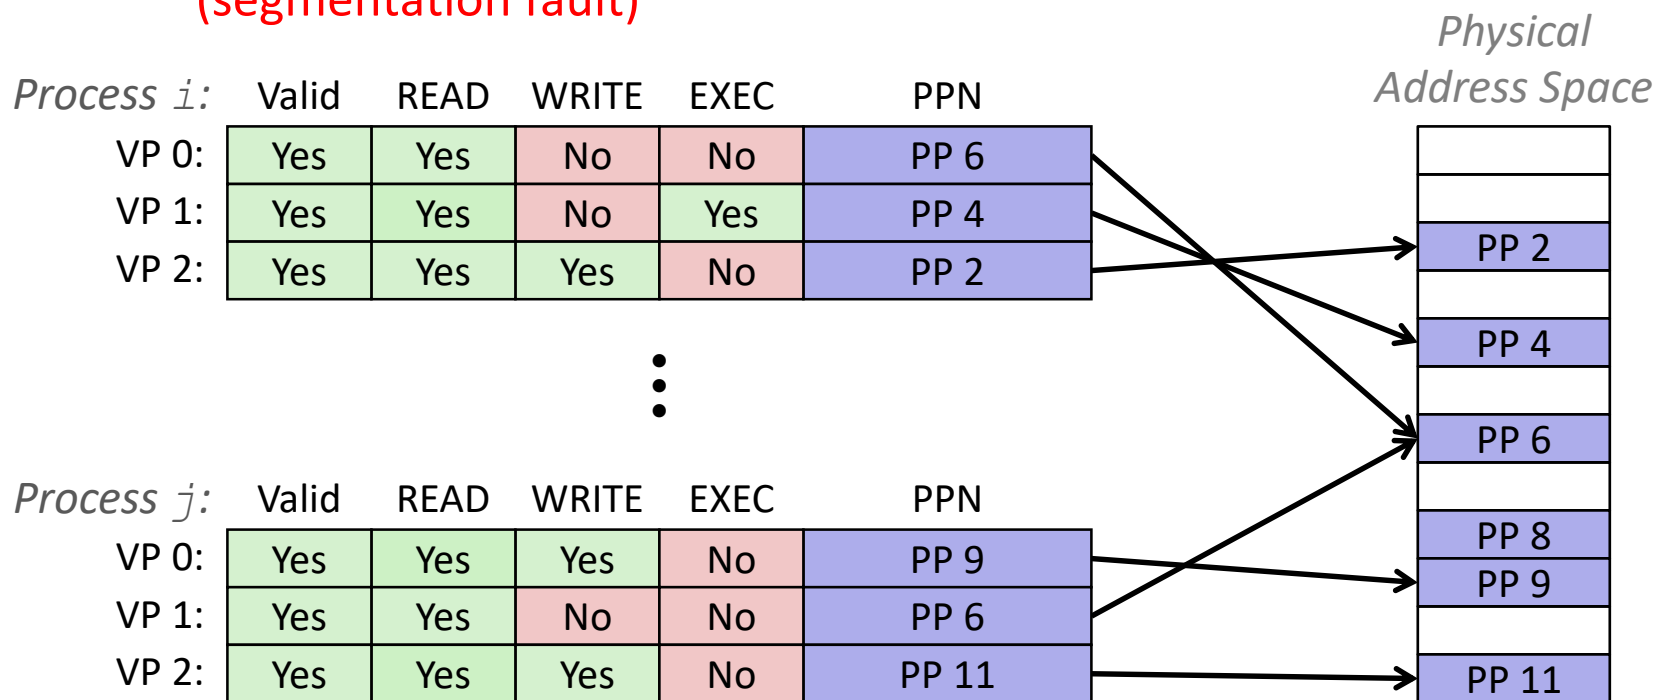 (segmentation fault)
Physical
Address Space
Process i: Valid READ WRITE EXEC PPN
VP 0: Yes Yes No No PP 6
VP 1: Yes Yes No Yes PP 4
VP 2: Yes Yes Yes No PP 2
PP 2
PP 4
PP 6
Process j: Valid READ WRITE EXEC PPN
VP 0: Yes Yes Yes No PP 9
VP 1: Yes Yes No No PP 6
VP 2: Yes Yes Yes No PP 11
PP 8
PP 9
PP 11